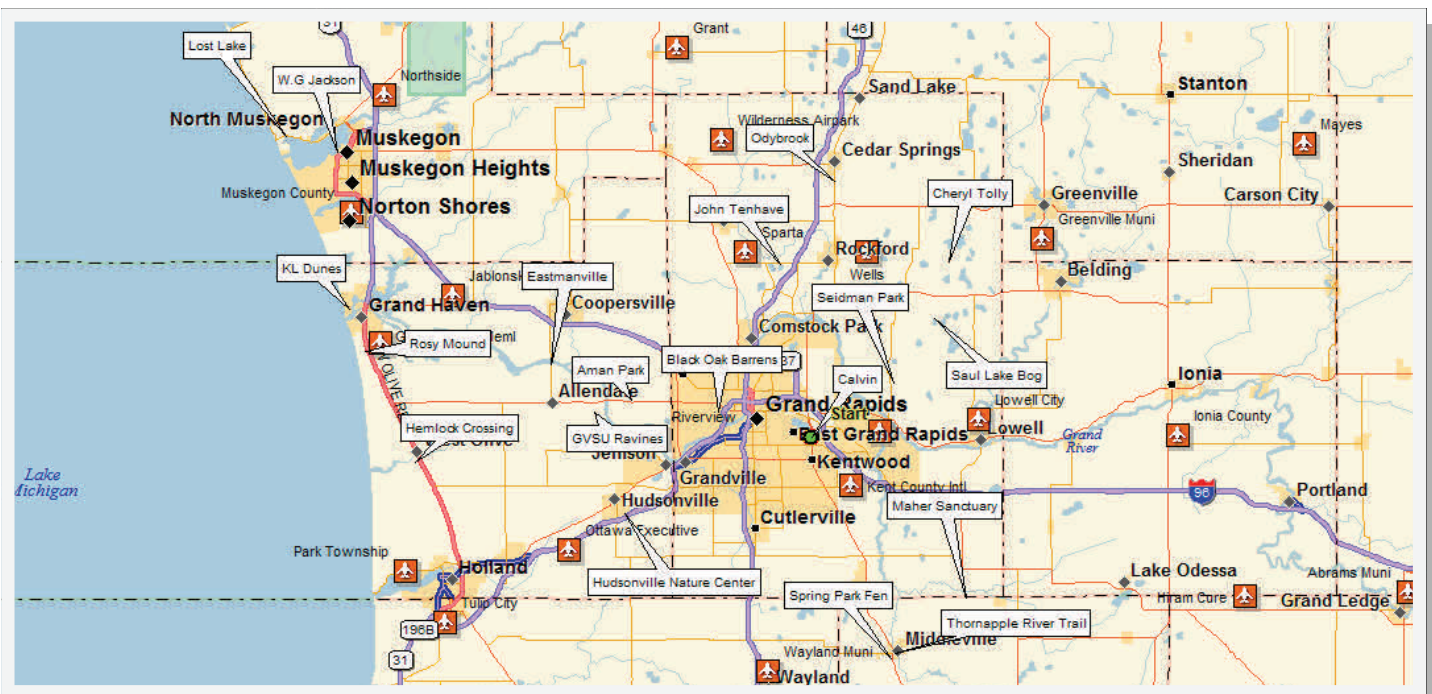 31
46
Grant
Lost Lake
W.G Jackson
Northside
Sand Lake
Stanton
North Muskegon
Wilderness Airpark
Mayes
Muskegon
Odybrook
Cedar Springs
Sheridan
Muskegon Heights
Muskegon County
Cheryl Tolly
Greenville
Carson City
Norton Shores
John Tenhave
Greenville Muni
Sparta
Rockford
Wells
KL Dunes
Eastmanville
Belding
Grand Haven
Coopersville
Seidman Park
Comstock Park
Rosy Mound
Black Oak Barrens
37
Aman Park
Calvin
Saul Lake Bog
Ionia
Allendale
Grand Rapids
Start
Lowell City
Riverview
Ionia County
Hemlock Crossing
GVSU Ravines
East Grand Rapids
Lowell
Grand
River
Jenison
Kentwood
Lake
Michigan
Grandville
Kent County Intl
96
Portland
Hudsonville
Maher Sanctuary
Cutlerville
Ottawa Executive
Park Township
Holland
Hudsonville Nature Center
Lake Odessa
Abrams Muni
Spring Park Fen
Hiram Cure
Grand Ledge
Tulip City
Thornapple River Trail
196B
Middleville
31
Wayland Muni
Wayland